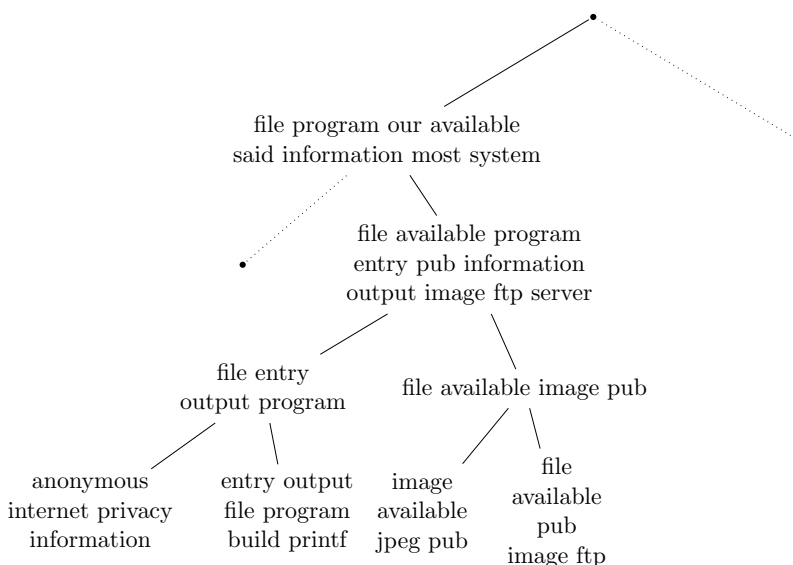 file program our available
said information most system
file available program
entry pub information
output image ftp server
file entry
output program
file available image pub
anonymous
internet privacy
information
entry output
file program
build printf
image
available
jpeg pub
file
available
pub
image ftp